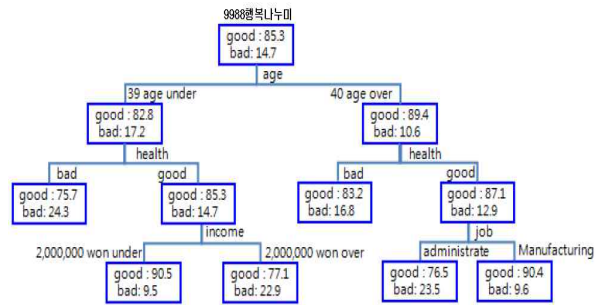 9988행복나누미
good : 85.3
bad: 14.7
age
39 age under
40 age over
good : 82.8
bad: 17.2
good : 89.4
bad: 10.6
health
health
bad
good
bad
good
good : 75.7
bad: 24.3
good : 85.3
bad: 14.7
good : 83.2
bad: 16.8
good : 87.1
bad: 12.9
income
job
2,000,000 won under
2,000,000 won over
administrate
Manufacturing
good : 90.5
bad: 9.5
good : 77.1
bad: 22.9
good : 76.5
bad: 23.5
good : 90.4
bad: 9.6